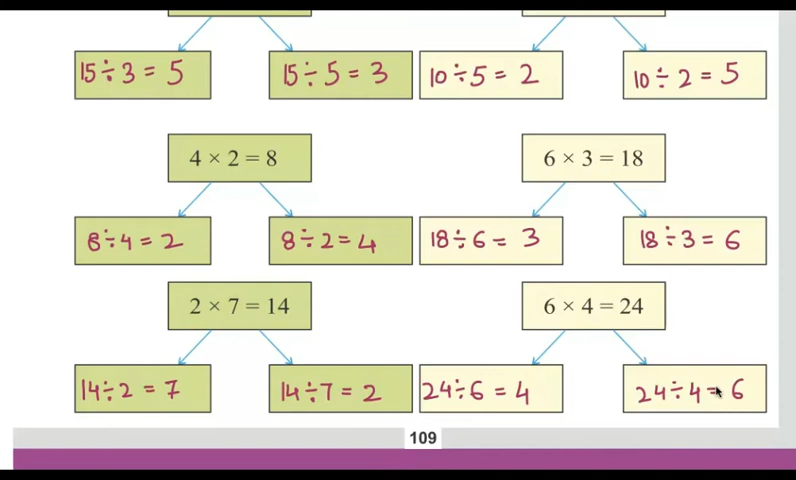 15÷3 = 5
15÷5 = 3
10÷5 = 2
10÷2 = 5
4 × 2 = 8
6 × 3 = 18
8÷4 = 2
8÷2 = 4
18÷6 = 3
18÷3 = 6
2 × 7 = 14
6 × 4 = 24
14÷2 = 7
14÷7 = 2
24÷6 = 4
24÷4 = 6
109